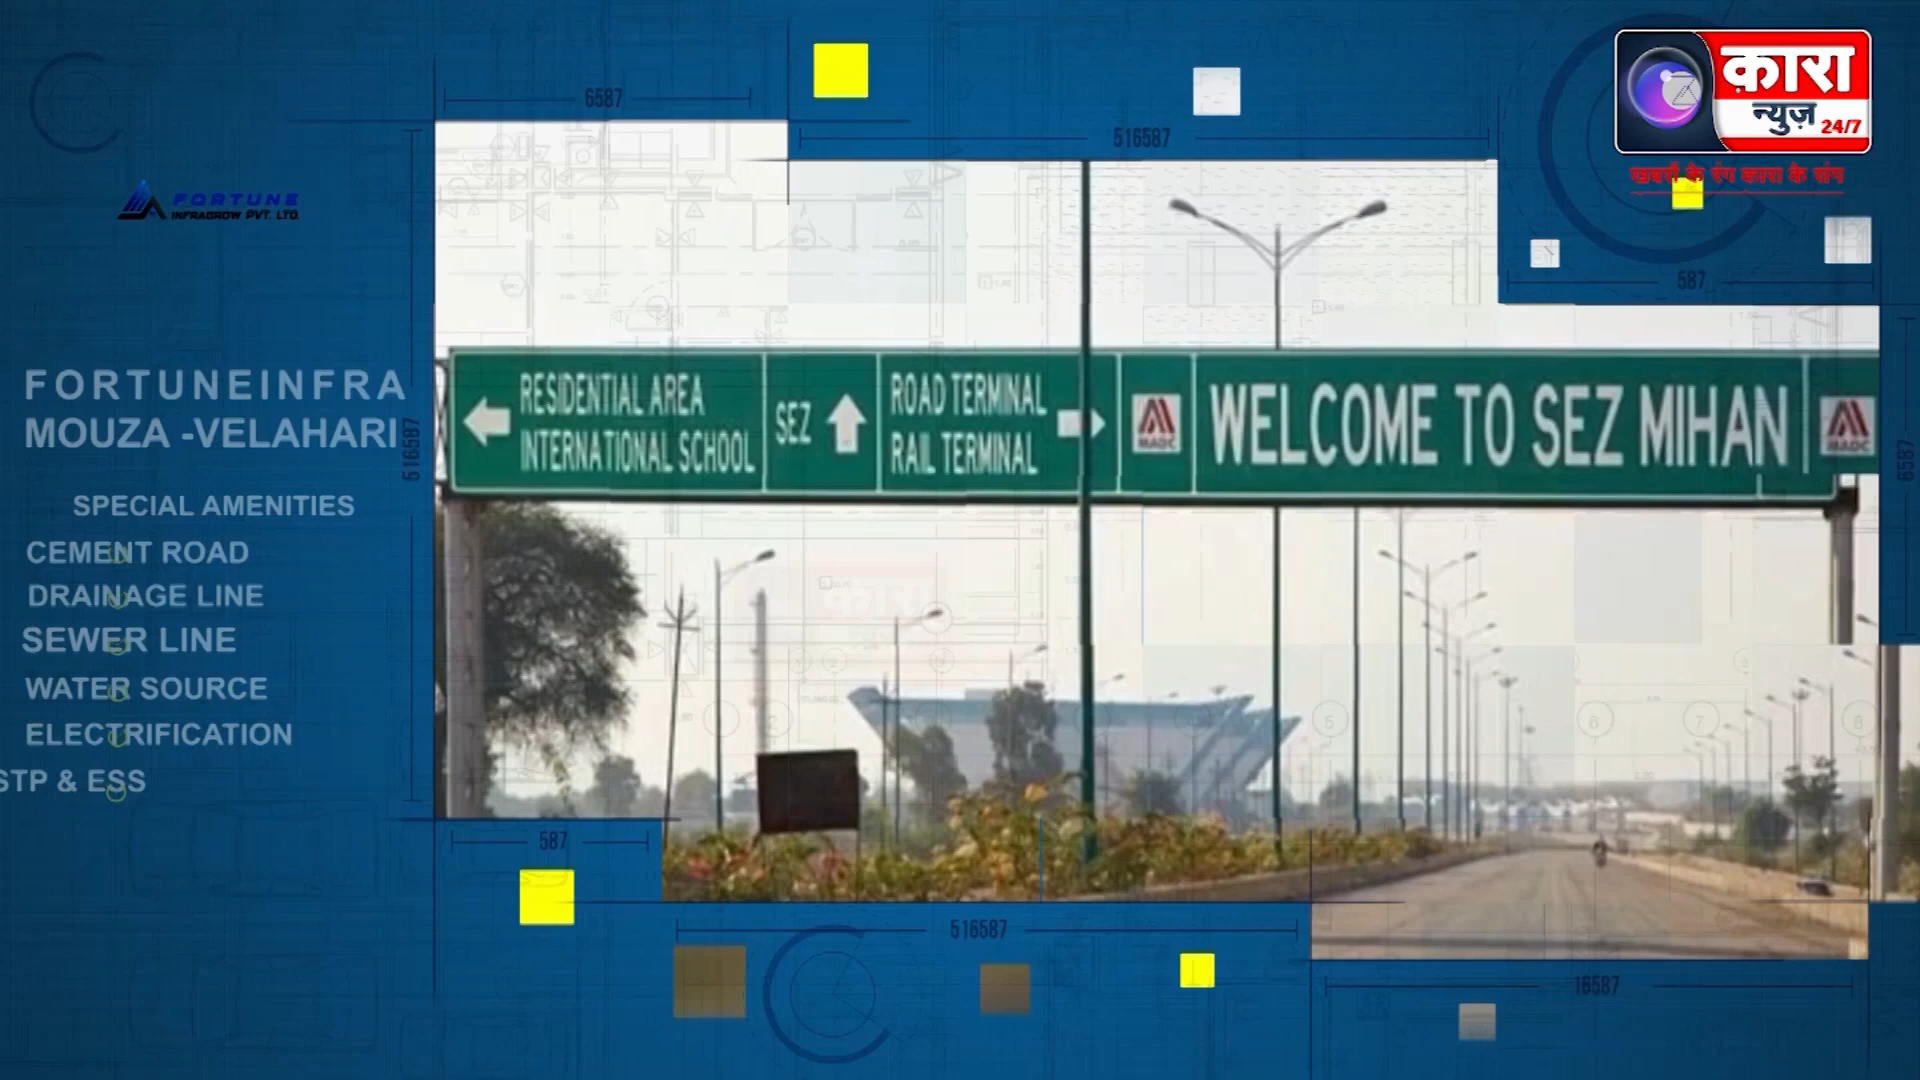 6587
516587
क़ारा
न्यूज़
24/7
खबरों के रंग कारा के संग
FORTUNE
INFRAGROW PVT. LTD.
587
FORTUNEINFRA
MOUZA -VELAHARI
516587
RESIDENTIAL AREA
INTERNATIONAL SCHOOL
SEZ
ROAD TERMINAL
RAIL TERMINAL
MADC
WELCOME TO SEZ MIHAN
MADC
6587
SPECIAL AMENITIES
CEMENT ROAD
DRAINAGE LINE
SEWER LINE
WATER SOURCE
ELECTRIFICATION
STP & ESS
587
516587
16587